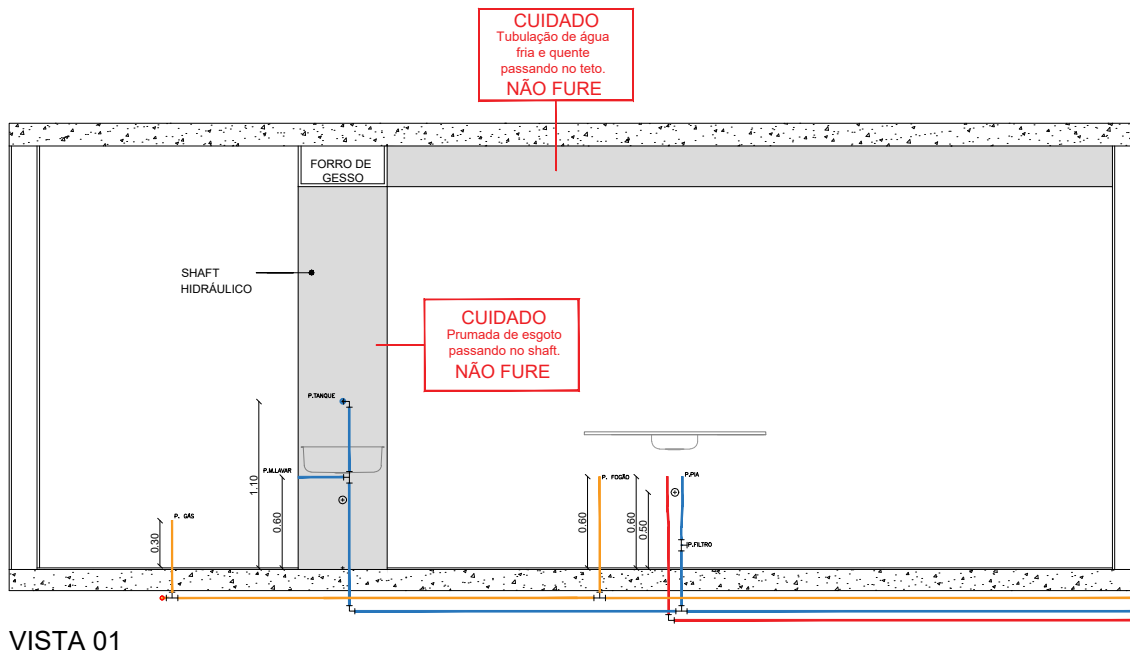 CUIDADO
Tubulação de água
fria e quente
passando no teto.
NÃO FURE
FORRO DE
GESSO
SHAFT
HIDRÁULICO
CUIDADO
Prumada de esgoto
passando no shaft.
NÃO FURE
P.TANQUE
P.M.LAVAR
1.10
0.60
P. GÁS
0.30
P. FOGÃO
0.60
0.60
0.50
P.PIA
P.FILTRO
VISTA 01